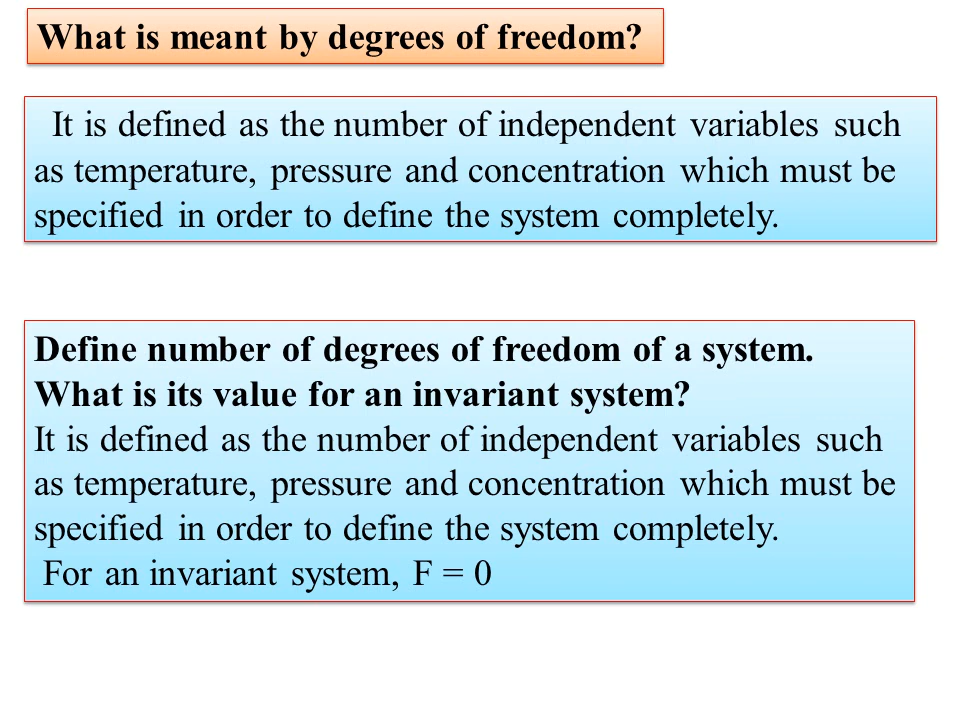 What is meant by degrees of freedom?
It is defined as the number of independent variables such
as temperature, pressure and concentration which must be
specified in order to define the system completely.
Define number of degrees of freedom of a system.
What is its value for an invariant system?
It is defined as the number of independent variables such
as temperature, pressure and concentration which must be
specified in order to define the system completely.
For an invariant system, F = 0